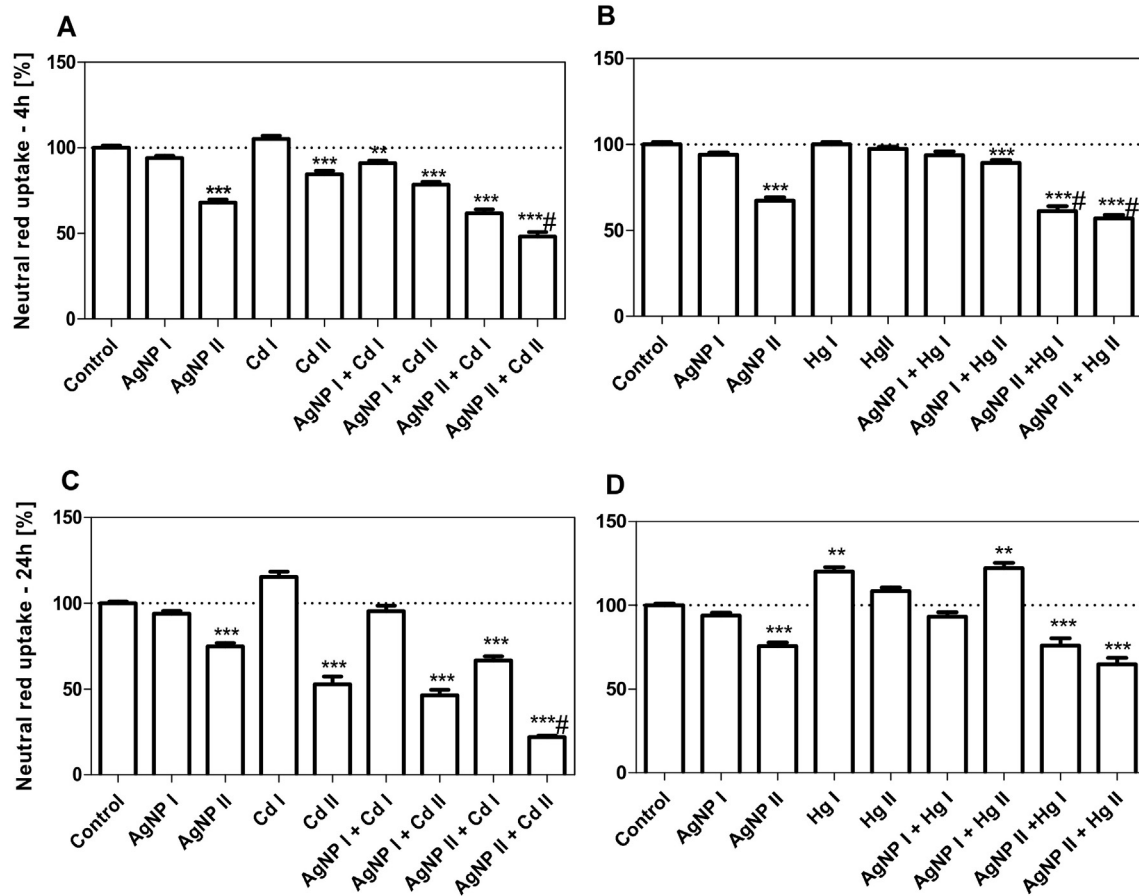 A
Neutral red uptake - 4h [%]
150
100
50
0
**
***
***
***
***
***#
Control
AgNP I
AgNP II
Cd I
Cd II
AgNP I + Cd I
AgNP I + Cd II
AgNP II + Cd I
AgNP II + Cd II
B
150
100
50
0
***
***
***#
***#
Control
AgNP I
AgNP II
Hg I
HgII
AgNP I + Hg I
AgNP I + Hg II
AgNP II +Hg I
AgNP II + Hg II
C
Neutral red uptake - 24h [%]
150
100
50
0
***
***
***
***
***#
Control
AgNP I
AgNP II
Cd I
Cd II
AgNP I + Cd I
AgNP I + Cd II
AgNP II + Cd I
AgNP II + Cd II
D
150
100
50
0
**
**
***
***
***
Control
AgNP I
AgNP II
Hg I
Hg II
AgNP I + Hg I
AgNP I + Hg II
AgNP II +Hg I
AgNP II + Hg II